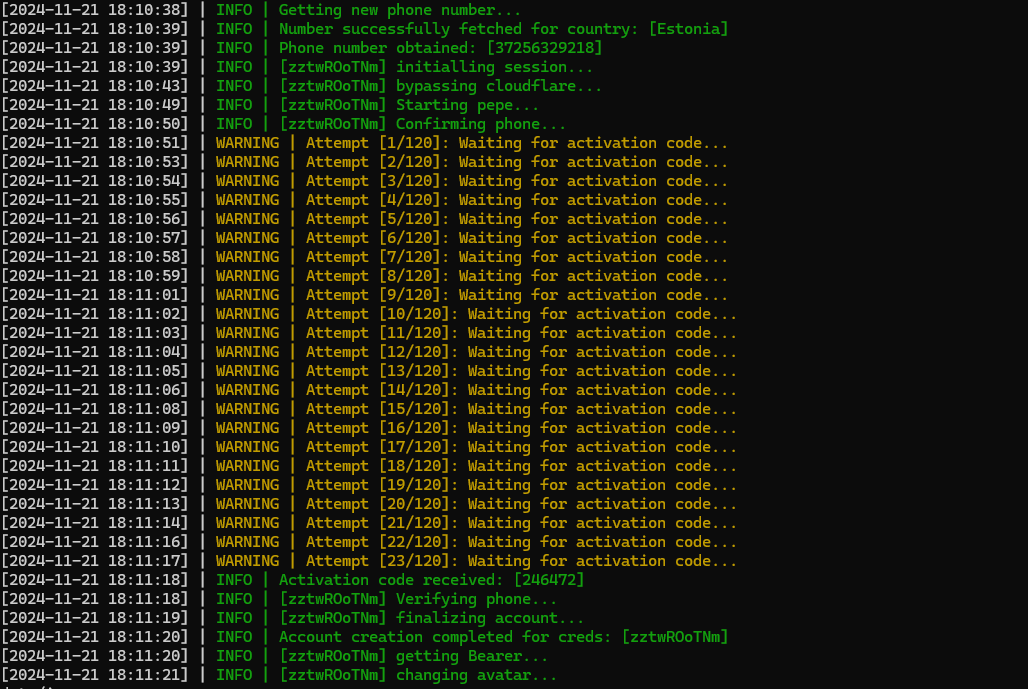 [2024-11-21 18:10:38] | INFO | Getting new phone number...
[2024-11-21 18:10:39] | INFO | Number successfully fetched for country: [Estonia]
[2024-11-21 18:10:39] | INFO | Phone number obtained: [37256329218]
[2024-11-21 18:10:39] | INFO | [zztwROoTNm] initialling session...
[2024-11-21 18:10:43] | INFO | [zztwROoTNm] bypassing cloudflare...
[2024-11-21 18:10:49] | INFO | [zztwROoTNm] Starting pepe...
[2024-11-21 18:10:50] | INFO | [zztwROoTNm] Confirming phone...
[2024-11-21 18:10:51] | WARNING | Attempt [1/120]: Waiting for activation code...
[2024-11-21 18:10:53] | WARNING | Attempt [2/120]: Waiting for activation code...
[2024-11-21 18:10:54] | WARNING | Attempt [3/120]: Waiting for activation code...
[2024-11-21 18:10:55] | WARNING | Attempt [4/120]: Waiting for activation code...
[2024-11-21 18:10:56] | WARNING | Attempt [5/120]: Waiting for activation code...
[2024-11-21 18:10:57] | WARNING | Attempt [6/120]: Waiting for activation code...
[2024-11-21 18:10:58] | WARNING | Attempt [7/120]: Waiting for activation code...
[2024-11-21 18:10:59] | WARNING | Attempt [8/120]: Waiting for activation code...
[2024-11-21 18:11:01] | WARNING | Attempt [9/120]: Waiting for activation code...
[2024-11-21 18:11:02] | WARNING | Attempt [10/120]: Waiting for activation code...
[2024-11-21 18:11:03] | WARNING | Attempt [11/120]: Waiting for activation code...
[2024-11-21 18:11:04] | WARNING | Attempt [12/120]: Waiting for activation code...
[2024-11-21 18:11:05] | WARNING | Attempt [13/120]: Waiting for activation code...
[2024-11-21 18:11:06] | WARNING | Attempt [14/120]: Waiting for activation code...
[2024-11-21 18:11:08] | WARNING | Attempt [15/120]: Waiting for activation code...
[2024-11-21 18:11:09] | WARNING | Attempt [16/120]: Waiting for activation code...
[2024-11-21 18:11:10] | WARNING | Attempt [17/120]: Waiting for activation code...
[2024-11-21 18:11:11] | WARNING | Attempt [18/120]: Waiting for activation code...
[2024-11-21 18:11:12] | WARNING | Attempt [19/120]: Waiting for activation code...
[2024-11-21 18:11:13] | WARNING | Attempt [20/120]: Waiting for activation code...
[2024-11-21 18:11:14] | WARNING | Attempt [21/120]: Waiting for activation code...
[2024-11-21 18:11:16] | WARNING | Attempt [22/120]: Waiting for activation code...
[2024-11-21 18:11:17] | WARNING | Attempt [23/120]: Waiting for activation code...
[2024-11-21 18:11:18] | INFO | Activation code received: [246472]
[2024-11-21 18:11:18] | INFO | [zztwROoTNm] Verifying phone...
[2024-11-21 18:11:19] | INFO | [zztwROoTNm] finalizing account...
[2024-11-21 18:11:20] | INFO | Account creation completed for creds: [zztwROoTNm]
[2024-11-21 18:11:20] | INFO | [zztwROoTNm] getting Bearer...
[2024-11-21 18:11:21] | INFO | [zztwROoTNm] changing avatar...